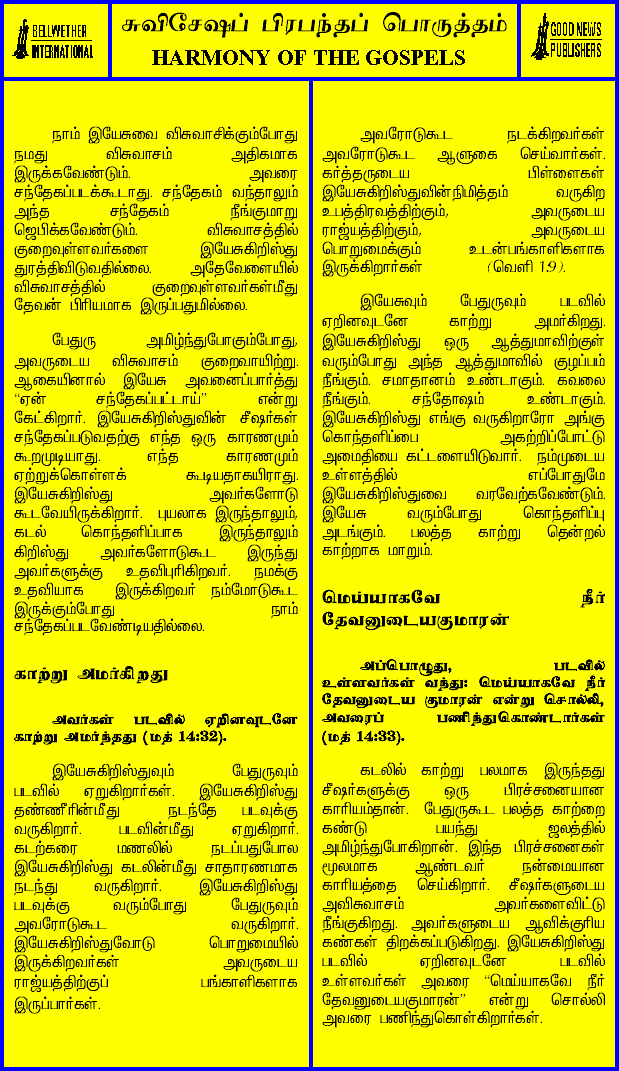 BELLWETHER
INTERNATIONAL
சுவிசேஷப் பிரபந்தப் பொருத்தம்
HARMONY OF THE GOSPELS
GOOD NEWS
PUBLISHERS
நாம் இயேசுவை விசுவாசிக்கும்போது
நமது விசுவாசம் அதிகமாக
இருக்கவேண்டும். அவரை
சந்தேகப்படக்கூடாது. சந்தேகம் வந்தாலும்
அந்த சந்தேகம் நீங்குமாறு
ஜெபிக்கவேண்டும். விசுவாசத்தில்
குறைவுள்ளவர்களை இயேசுகிறிஸ்து
துரத்திவிடுவதில்லை. அதேவேளையில்
விசுவாசத்தில் குறைவுள்ளவர்கள்மீது
தேவன் பிரியமாக இருப்பதுமில்லை.
பேதுரு அமிழ்ந்துபோகும்போது,
அவருடைய விசுவாசம் குறைவாயிற்று.
ஆகையினால் இயேசு அவனைப்பார்த்து
“ஏன் சந்தேகப்பட்டாய்” என்று
கேட்கிறார். இயேசுகிறிஸ்துவின் சீஷர்கள்
சந்தேகப்படுவதற்கு எந்த ஒரு காரணமும்
கூறமுடியாது. எந்த காரணமும்
ஏற்றுக்கொள்ளக் கூடியதாகயிராது.
இயேசுகிறிஸ்து அவர்களோடு
கூடவேயிருக்கிறார். புயலாக இருந்தாலும்,
கடல் கொந்தளிப்பாக இருந்தாலும்
கிறிஸ்து அவர்களோடுகூட இருந்து
அவர்களுக்கு உதவிபுரிகிறவர். நமக்கு
உதவியாக இருக்கிறவர் நம்மோடுகூட
இருக்கும்போது நாம்
சந்தேகப்படவேண்டியதில்லை.
காற்று அமர்கிறது
அவர்கள் படவில் ஏறினவுடனே
காற்று அமர்ந்தது (மத் 14:32).
இயேசுகிறிஸ்துவும் பேதுருவும்
படவில் ஏறுகிறார்கள். இயேசுகிறிஸ்து
தண்ணீரின்மீது நடந்தே படவுக்கு
வருகிறார். படவின்மீது ஏறுகிறார்.
கடற்கரை மணலில் நடப்பதுபோல
இயேசுகிறிஸ்து கடலின்மீது சாதாரணமாக
நடந்து வருகிறார். இயேசுகிறிஸ்து
படவுக்கு வரும்போது பேதுருவும்
அவரோடுகூட வருகிறார்.
இயேசுகிறிஸ்துவோடு பொறுமையில்
இருக்கிறவர்கள் அவருடைய
ராஜ்யத்திற்குப் பங்காளிகளாக
இருப்பார்கள்.
அவரோடுகூட நடக்கிறவர்கள்
அவரோடுகூட ஆளுகை செய்வார்கள்.
கர்த்தருடைய பிள்ளைகள்
இயேசுகிறிஸ்துவின்நிமித்தம் வருகிற
உபத்திரவத்திற்கும், அவருடைய
ராஜ்யத்திற்கும், அவருடைய
பொறுமைக்கும் உடன்பங்காளிகளாக
இருக்கிறார்கள் (வெளி 1:9).
இயேசுவும் பேதுருவும் படவில்
ஏறினவுடனே காற்று அமர்கிறது.
இயேசுகிறிஸ்து ஒரு ஆத்துமாவிற்குள்
வரும்போது அந்த ஆத்துமாவில் குழப்பம்
நீங்கும். சமாதானம் உண்டாகும். கவலை
நீங்கும். சந்தோஷம் உண்டாகும்.
இயேசுகிறிஸ்து எங்கு வருகிறாரோ அங்கு
கொந்தளிப்பை அகற்றிப்போட்டு
அமைதியை கட்டளையிடுவார். நம்முடைய
உள்ளத்தில் எப்போதுமே
இயேசுகிறிஸ்துவை வரவேற்கவேண்டும்.
இயேசு வரும்போது கொந்தளிப்பு
அடங்கும். பலத்த காற்று தென்றல்
காற்றாக மாறும்.
மெய்யாகவே நீர்
தேவனுடையகுமாரன்
அப்பொழுது, படவில்
உள்ளவர்கள் வந்து: மெய்யாகவே நீர்
தேவனுடைய குமாரன் என்று சொல்லி,
அவரைப் பணிந்துகொண்டார்கள்
(மத் 14:33).
கடலில் காற்று பலமாக இருந்தது
சீஷர்களுக்கு ஒரு பிரச்சனையான
காரியம்தான். பேதுருகூட பலத்த காற்றை
கண்டு பயந்து ஜலத்தில்
அமிழ்ந்துபோகிறான். இந்த பிரச்சனைகள்
மூலமாக ஆண்டவர் நன்மையான
காரியத்தை செய்கிறார். சீஷர்களுடைய
அவிசுவாசம் அவர்களைவிட்டு
நீங்குகிறது. அவர்களுடைய ஆவிக்குரிய
கண்கள் திறக்கப்படுகிறது. இயேசுகிறிஸ்து
படவில் ஏறினவுடனே படவில்
உள்ளவர்கள் அவரை “மெய்யாகவே நீர்
தேவனுடையகுமாரன்” என்று சொல்லி
அவரை பணிந்துகொள்கிறார்கள்.